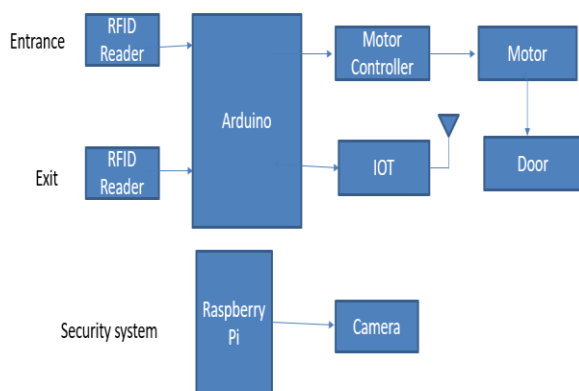 Entrance
RFID
Reader
Arduino
Motor
Controller
Motor
Exit
RFID
Reader
IOT
Door
Security system
Raspberry
Pi
Camera